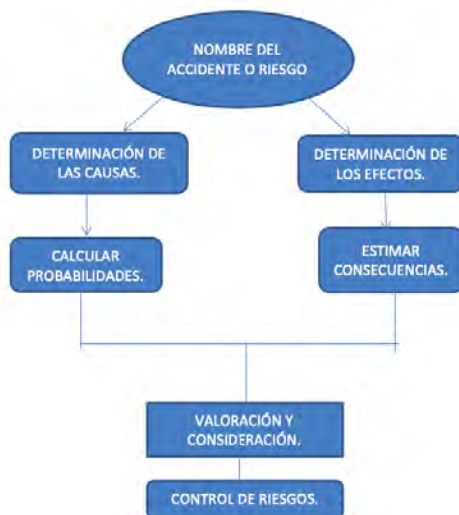 NOMBRE DEL
ACCIDENTE O RIESGO
DETERMINACIÓN DE
LAS CAUSAS.
DETERMINACIÓN DE
LOS EFECTOS.
CALCULAR
PROBABILIDADES.
ESTIMAR
CONSECUENCIAS.
VALORACIÓN Y
CONSIDERACIÓN.
CONTROL DE RIESGOS.